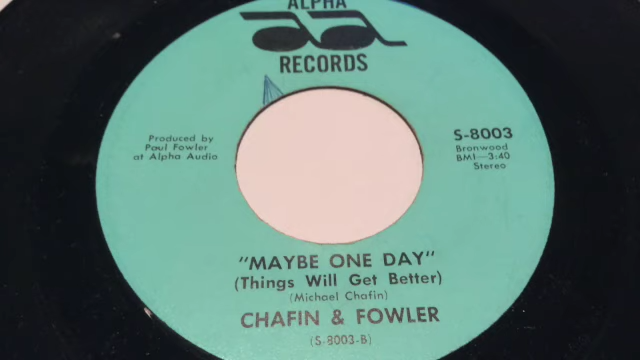 ALPHA
RECORDS
Produced by
Paul Fowler
at Alpha Audio
S-8003
Bronwood
BMI—3:40
Stereo
"MAYBE ONE DAY"
(Things Will Get Better)
(Michael Chafin)
CHAFIN & FOWLER
(S-8003-B)